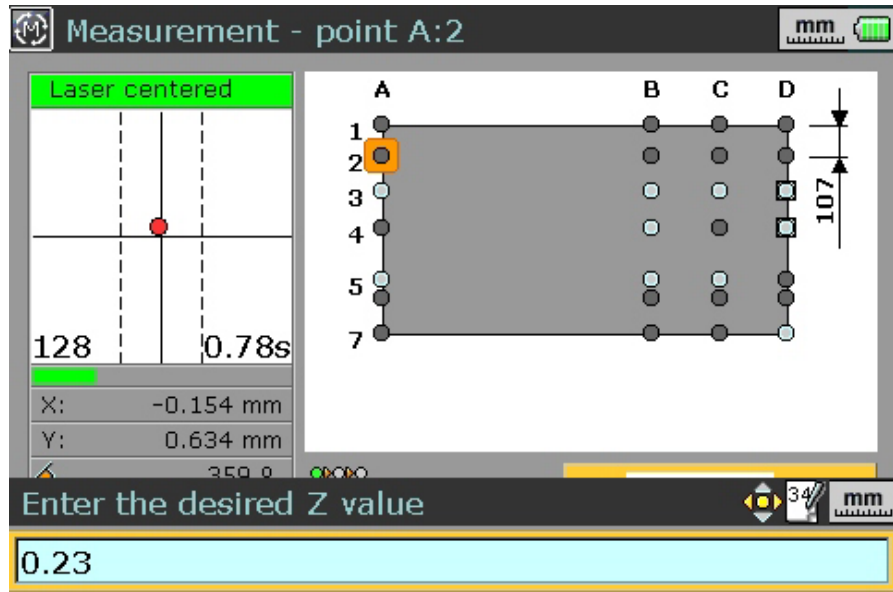 Measurement - point A:2
mm
Laser centered
128
0.78s
X: -0.154 mm
Y: 0.634 mm
A B C D
1
2
3
4
5
7
107
Enter the desired Z value
34
mm
0.23